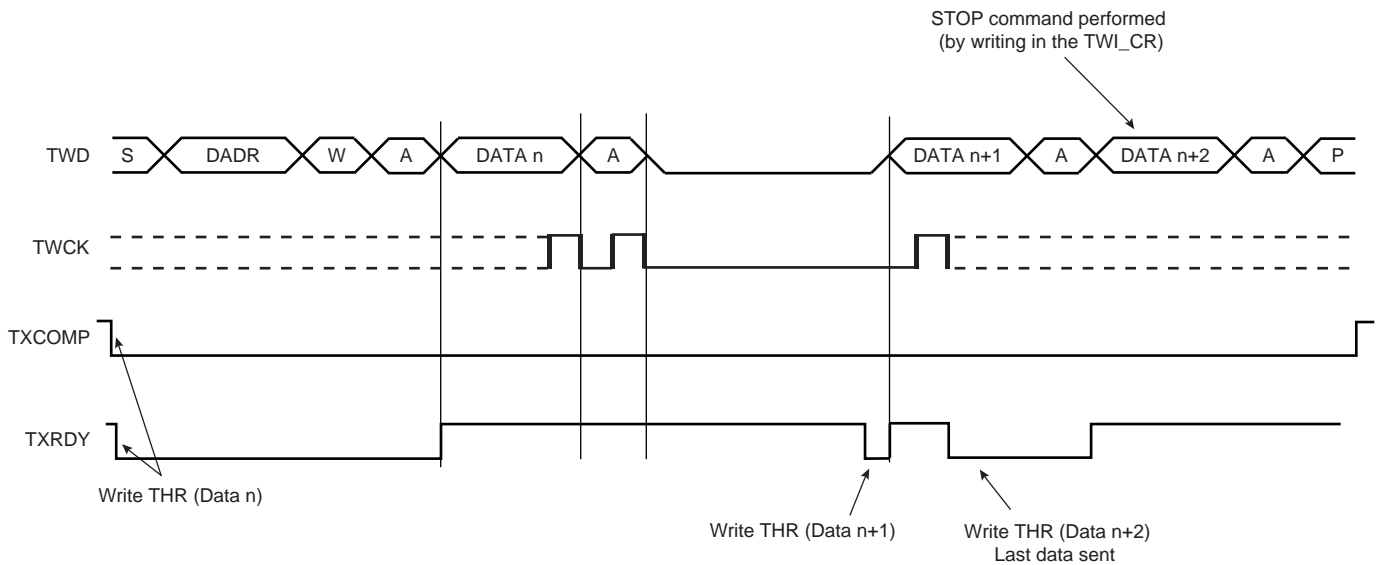 STOP command performed
(by writing in the TWI_CR)
TWD S DADR W A DATA n A DATA n+1 A DATA n+2 A P
TWCK
TXCOMP
TXRDY
Write THR (Data n)
Write THR (Data n+1)
Write THR (Data n+2)
Last data sent